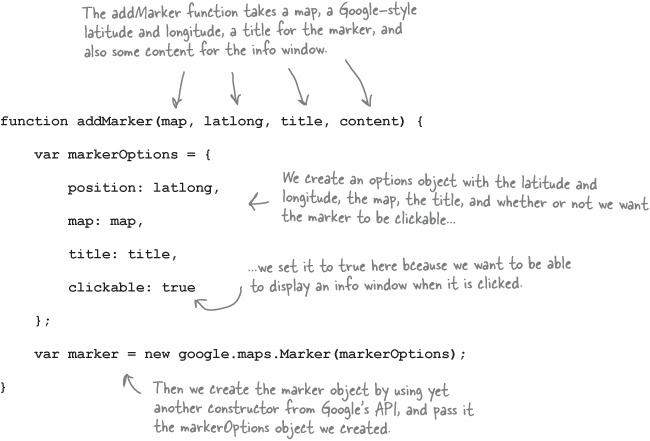 The addMarker function takes a map, a Google-style
latitude and longitude, a title for the marker, and
also some content for the info window.
function addMarker(map, latlong, title, content) {
var markerOptions = {
position: latlong,
We create an options object with the latitude and
longitude, the map, the title, and whether or not we want
the marker to be clickable...
map: map,
title: title,
...we set it to true here bceause we want to be able
to display an info window when it is clicked.
clickable: true
};
var marker = new google.maps.Marker(markerOptions);
}
Then we create the marker object by using yet
another constructor from Google's API, and pass it
the markerOptions object we created.